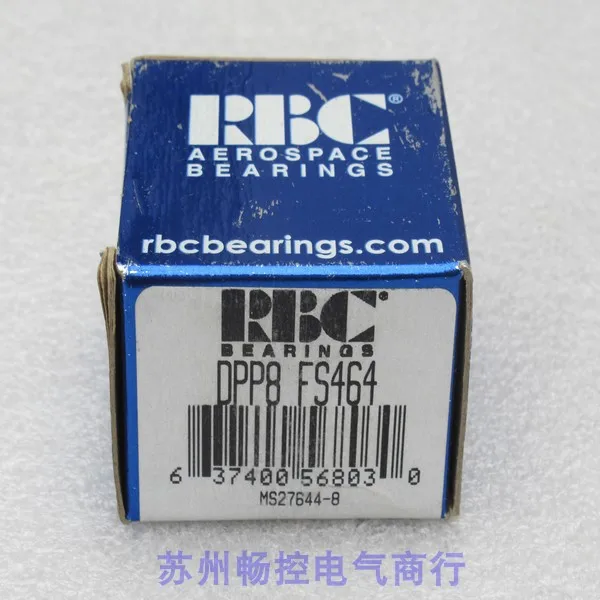 RBC®
AEROSPACE
BEARINGS
rbcbearings.com
RBC®
BEARINGS
DPP8 FS464
6 37400 56803 0
MS27644-8
苏州畅控电气商行